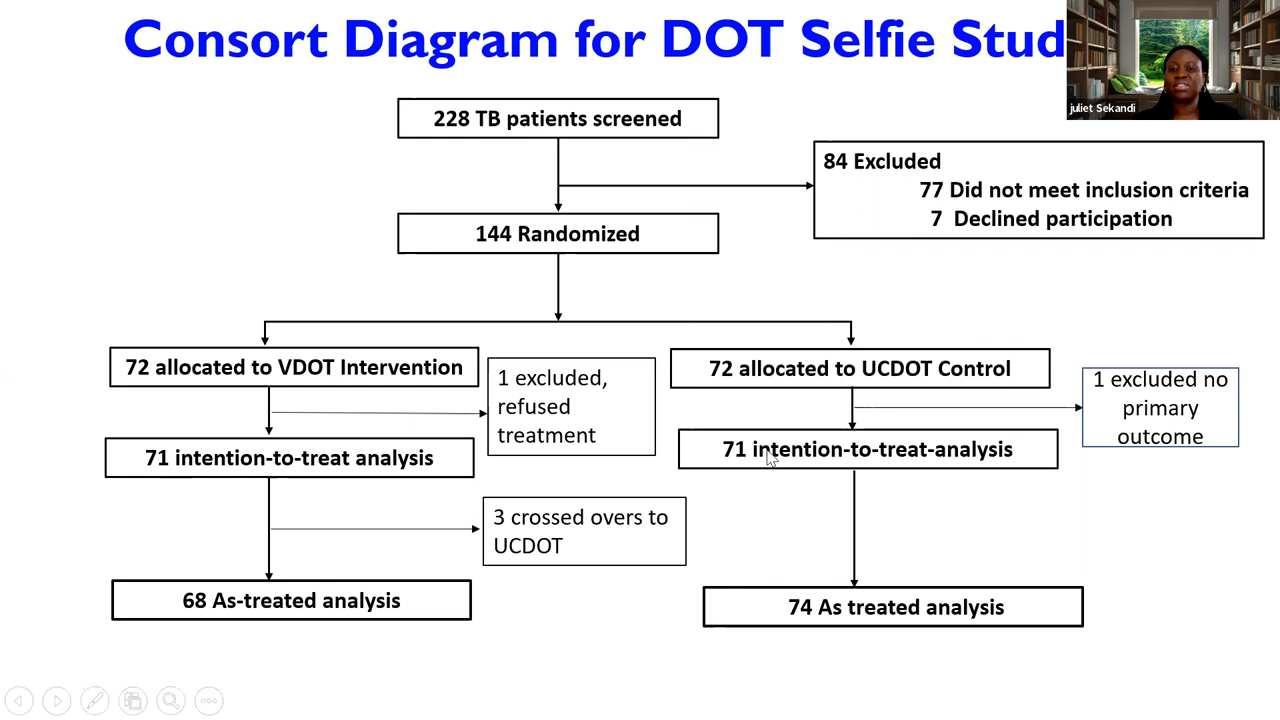 Consort Diagram for DOT Selfie Stud
juliet Sekandi
228 TB patients screened
84 Excluded
77 Did not meet inclusion criteria
7 Declined participation
144 Randomized
72 allocated to VDOT Intervention
1 excluded,
refused
treatment
72 allocated to UCDOT Control
1 excluded no
primary
outcome
71 intention-to-treat analysis
71 intention-to-treat-analysis
3 crossed overs to
UCDOT
68 As-treated analysis
74 As treated analysis